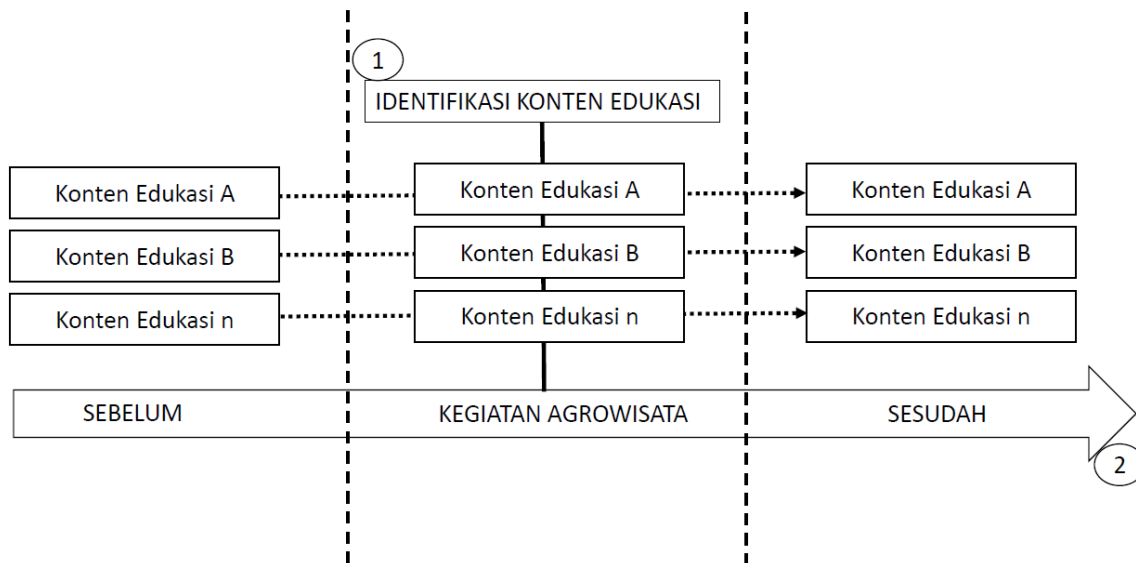 1
IDENTIFIKASI KONTEN EDUKASI
Konten Edukasi A
Konten Edukasi A
Konten Edukasi A
Konten Edukasi B
Konten Edukasi B
Konten Edukasi B
Konten Edukasi n
Konten Edukasi n
Konten Edukasi n
SEBELUM
KEGIATAN AGROWISATA
SESUDAH
2